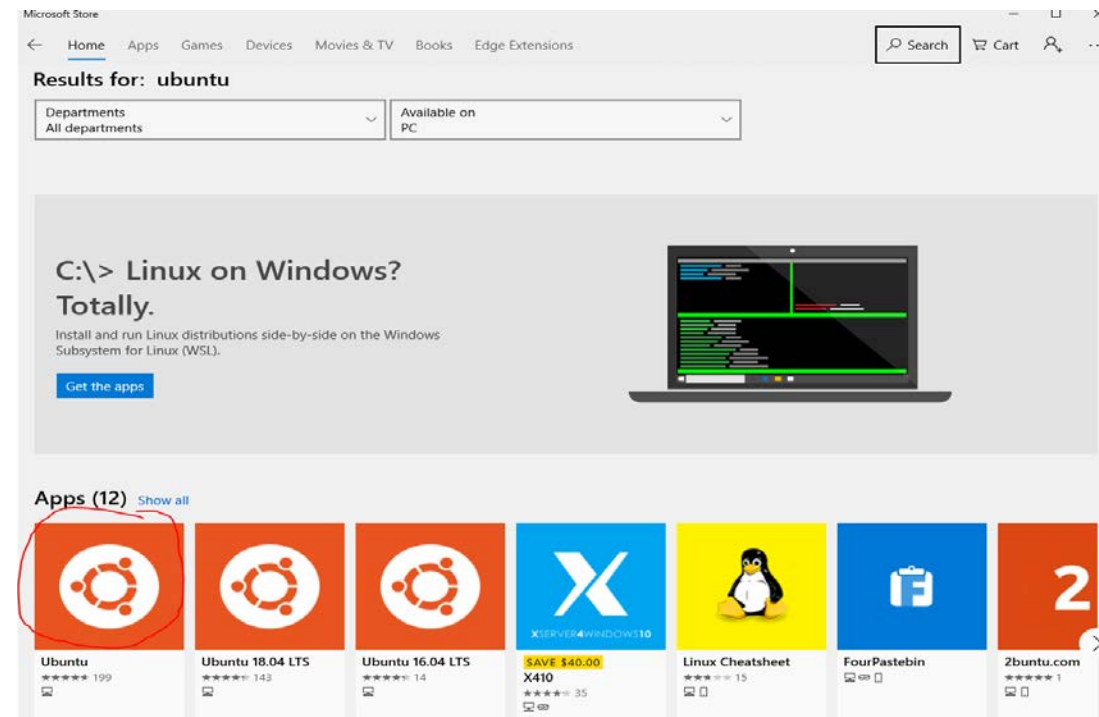 Microsoft Store
Home Apps Games Devices Movies & TV Books Edge Extensions Search Cart
Results for: ubuntu
Departments
All departments
Available on
PC
C:\> Linux on Windows?
Totally.
Install and run Linux distributions side-by-side on the Windows
Subsystem for Linux (WSL).
Get the apps
Apps (12) Show all
XSERVER4WINDOWS10
2
Ubuntu
199
Ubuntu 18.04 LTS
143
Ubuntu 16.04 LTS
14
SAVE $40.00
X410
35
Linux Cheatsheet
15
FourPastebin
2buntu.com
1